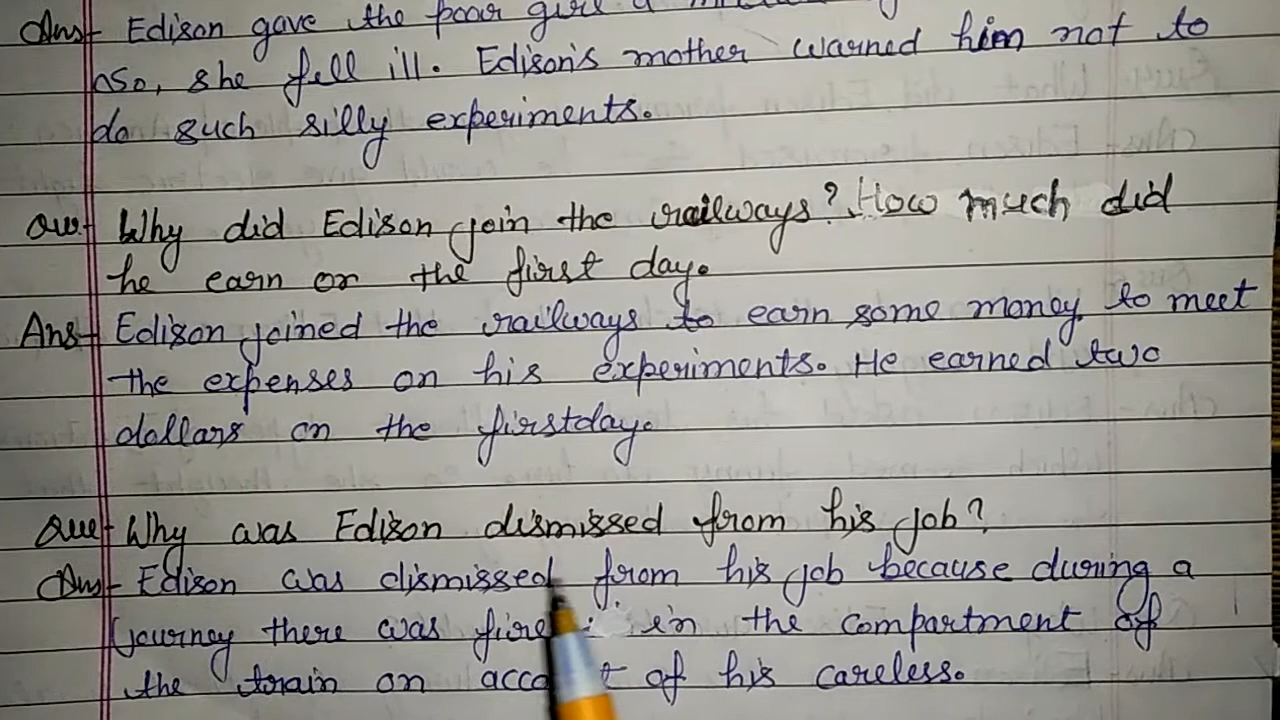 Ans- Edison gave the poor girl a
so, she fell ill. Edison's mother warned him not to
do such silly experiments.
Que- Why did Edison join the railways? How much did
he earn on the first day.
Ans- Edison joined the railways to earn some money to meet
the expenses on his experiments. He earned two
dollars on the firstday.
Que- Why was Edison dismissed from his job?
Ans- Edison was dismissed from his job because during a
journey there was fire in the compartment of
the train on of his careless.